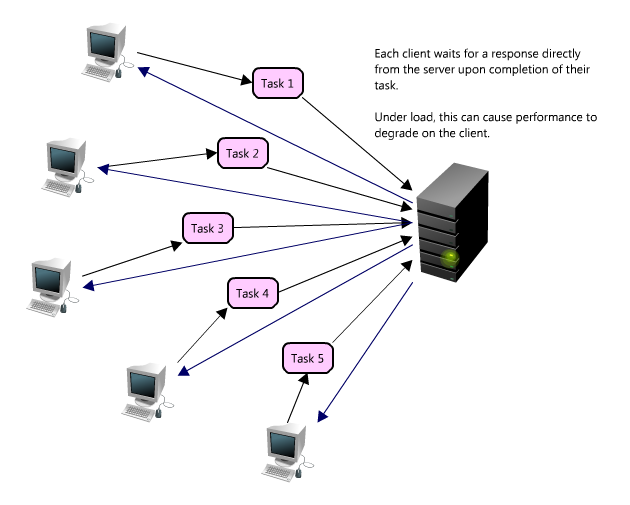 Each client waits for a response directly
from the server upon completion of their
task.
Under load, this can cause performance to
degrade on the client.
Task 1
Task 2
Task 3
Task 4
Task 5